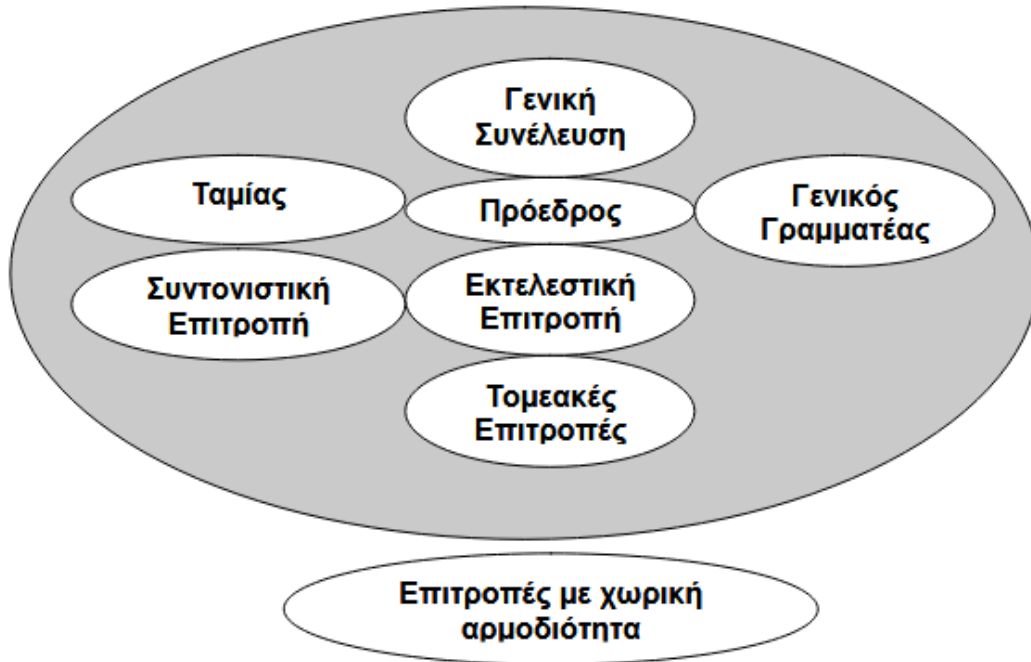 Γενική
Συνέλευση
Ταμίας
Πρόεδρος
Γενικός
Γραμματέας
Συντονιστική
Επιτροπή
Εκτελεστική
Επιτροπή
Τομεακές
Επιτροπές
Επιτροπές με χωρική
αρμοδιότητα